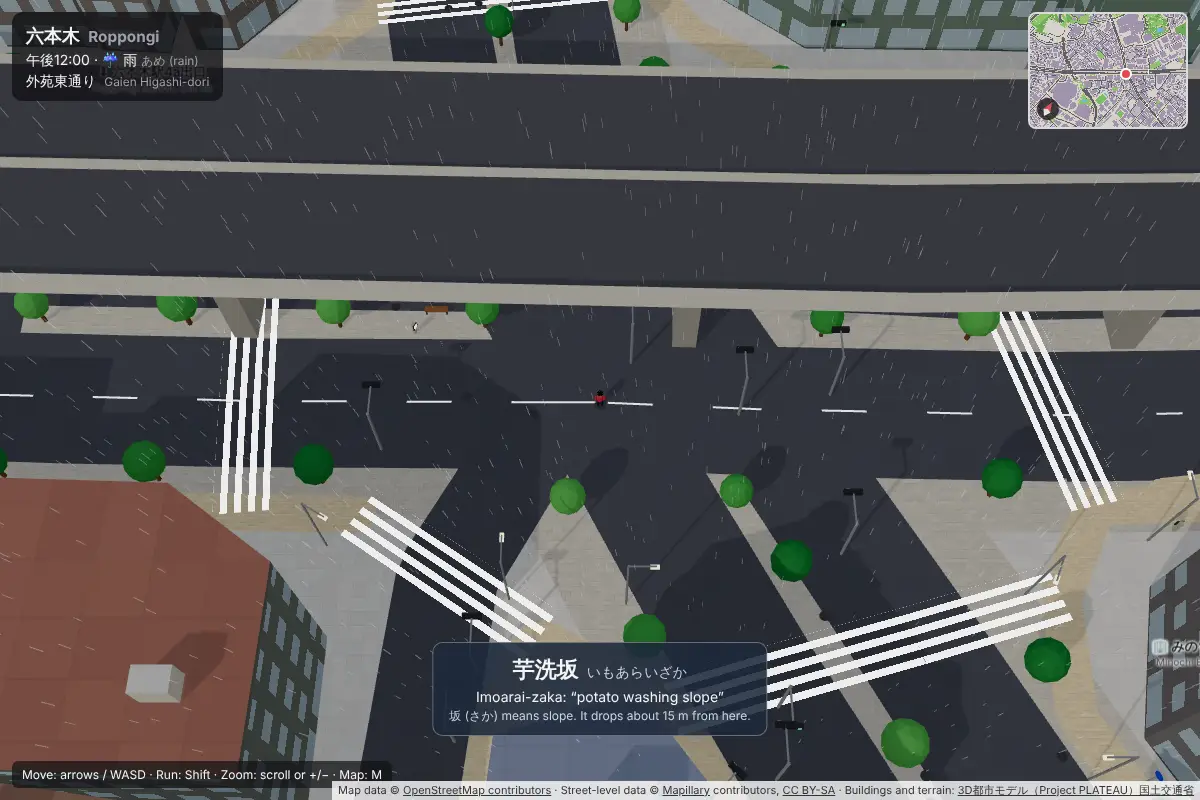 六本木 Roppongi
午後12:00 · ☔ 雨 あめ (rain)
外苑東通り Gaien Higashi-dori
芋洗坂 いもあらいざか
Imoarai-zaka: “potato washing slope”
坂 (さか) means slope. It drops about 15 m from here.
Move: arrows / WASD · Run: Shift · Zoom: scroll or +/− · Map: M
Map data © OpenStreetMap contributors · Street-level data © Mapillary contributors, CC BY-SA · Buildings and terrain: 3D都市モデル（Project PLATEAU）国土交通省